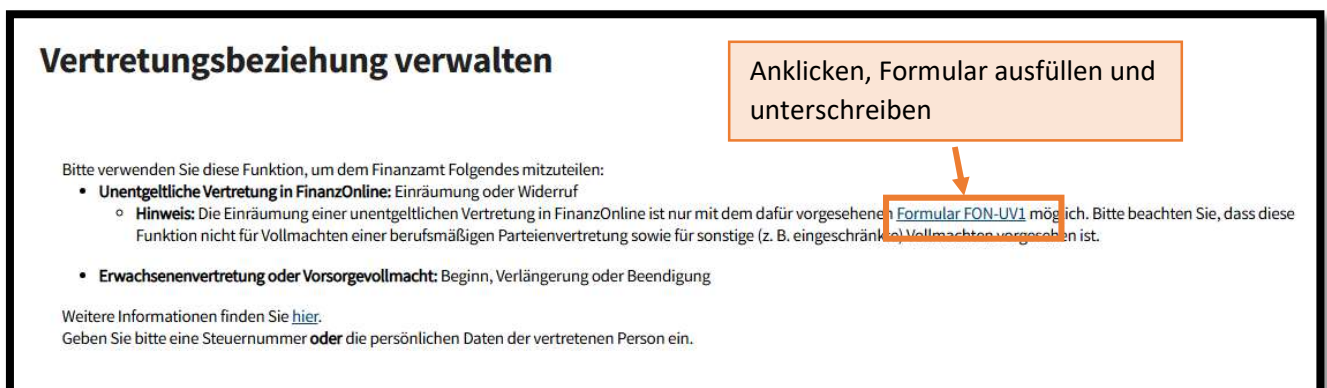 Vertretungsbeziehung verwalten
Anklicken, Formular ausfüllen und
unterschreiben
Bitte verwenden Sie diese Funktion, um dem Finanzamt Folgendes mitzuteilen:
• Unentgeltliche Vertretung in FinanzOnline: Einräumung oder Widerruf
◦ Hinweis: Die Einräumung einer unentgeltlichen Vertretung in FinanzOnline ist nur mit dem dafür vorgesehenen Formular FON-UV1 möglich. Bitte beachten Sie, dass diese
Funktion nicht für Vollmachten einer berufsmäßigen Parteienvertretung sowie für sonstige (z. B. eingeschränkte) Vollmachten vorgesehen ist.
• Erwachsenenvertretung oder Vorsorgevollmacht: Beginn, Verlängerung oder Beendigung
Weitere Informationen finden Sie hier.
Geben Sie bitte eine Steuernummer oder die persönlichen Daten der vertretenen Person ein.